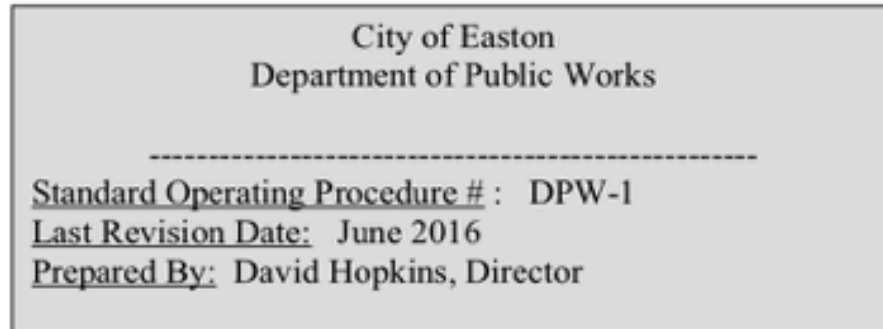 City of Easton
Department of Public Works
----------------------------------------------------
Standard Operating Procedure # :   DPW-1
Last Revision Date:   June 2016
Prepared By:  David Hopkins, Director